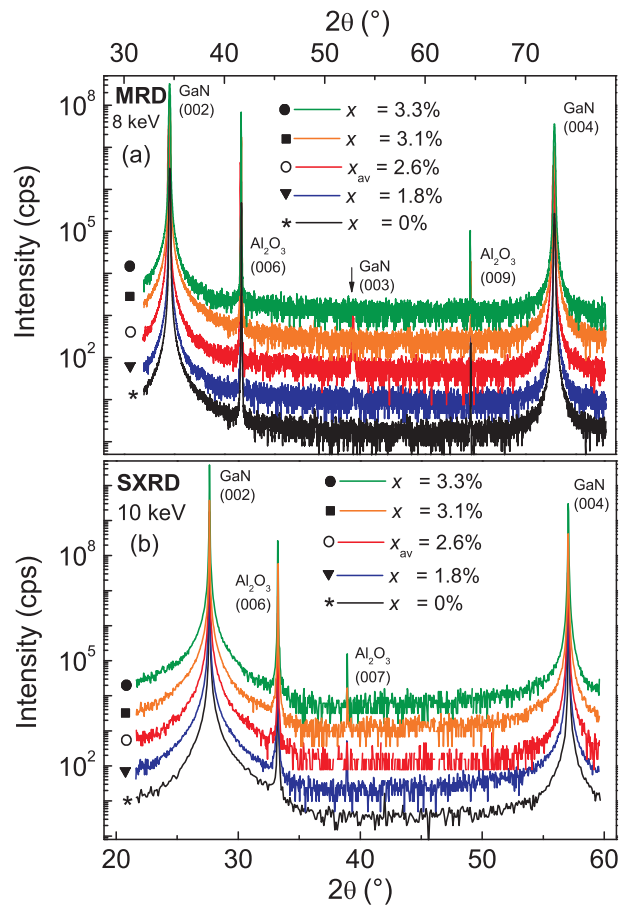 2θ (°)
30 40 50 60 70
MRD
8 keV
(a)
GaN
(002)
● x = 3.3%
■ x = 3.1%
○ xav = 2.6%
▼ x = 1.8%
* x = 0%
GaN
(004)
Al2O3
(006)
GaN
(003)
Al2O3
(009)
10^8
10^5
10^2
Intensity (cps)
SXRD
10 keV
(b)
GaN
(002)
● x = 3.3%
■ x = 3.1%
○ xav = 2.6%
▼ x = 1.8%
* x = 0%
GaN
(004)
Al2O3
(006)
Al2O3
(007)
10^8
10^5
10^2
Intensity (cps)
20 30 40 50 60
2θ (°)